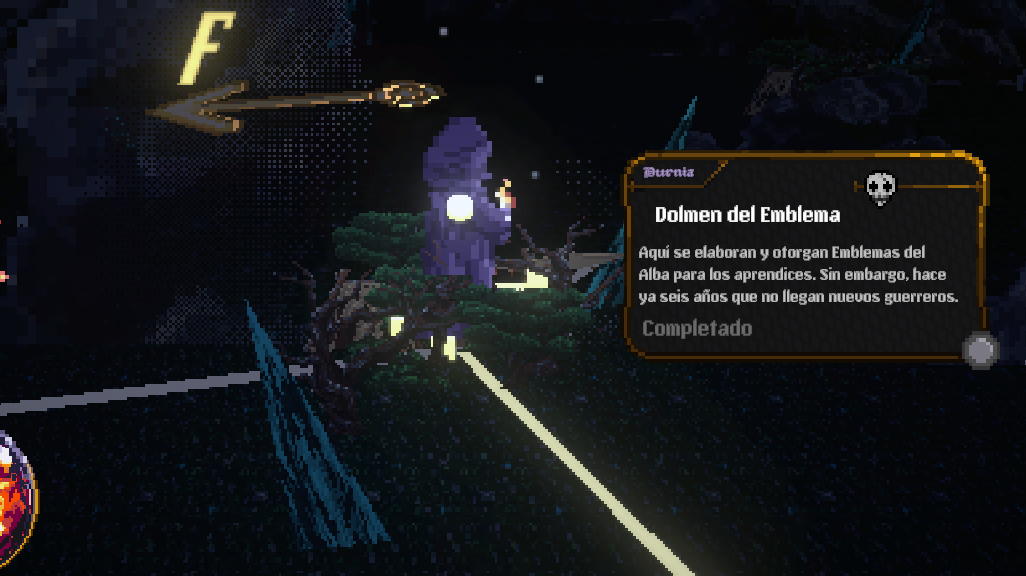 F
Durnia
Dolmen del Emblema
Aquí se elaboran y otorgan Emblemas del
Alba para los aprendices. Sin embargo, hace
ya seis años que no llegan nuevos guerreros.
Completado